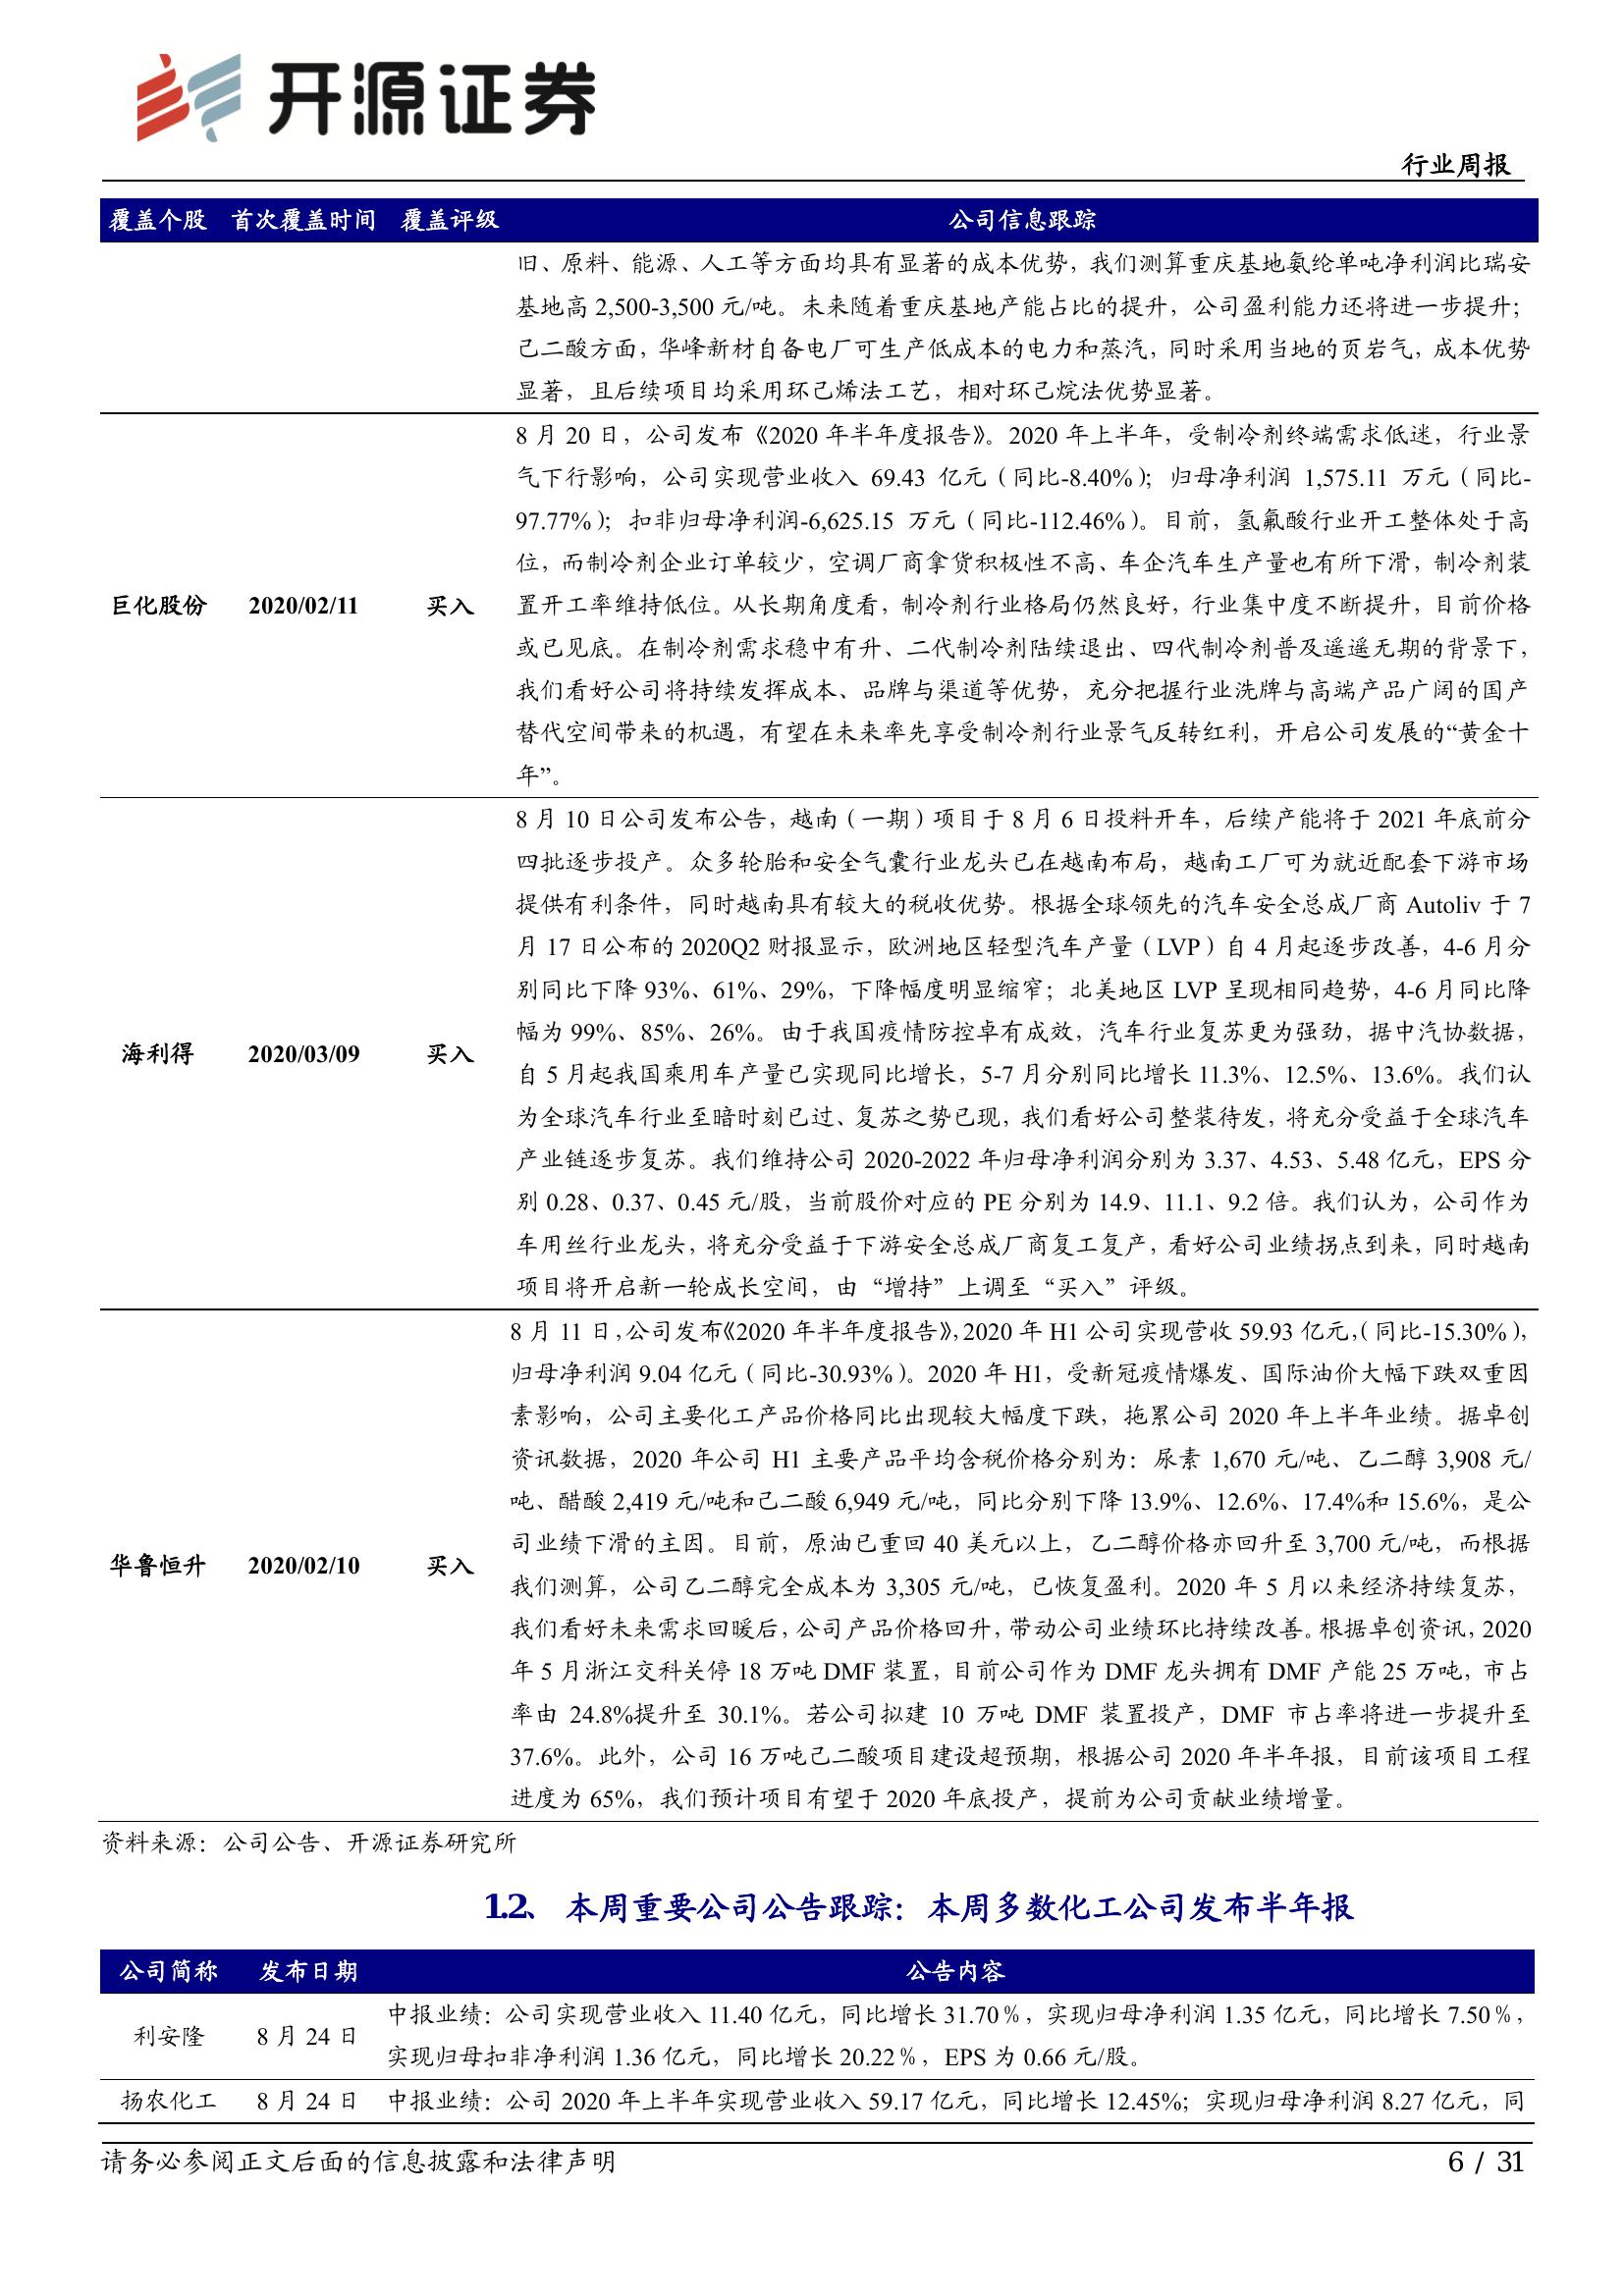 开源证券
行业周报
覆盖个股 首次覆盖时间 覆盖评级 公司信息跟踪
旧、原料、能源、人工等方面均具有显著的成本优势，我们测算重庆基地氨纶单吨净利润比瑞安
基地高 2,500-3,500 元/吨。未来随着重庆基地产能占比的提升，公司盈利能力还将进一步提升；
己二酸方面，华峰新材自备电厂可生产低成本的电力和蒸汽，同时采用当地的页岩气，成本优势
显著，且后续项目均采用环己烯法工艺，相对环己烷法优势显著。
8 月 20 日，公司发布《2020 年半年度报告》。2020 年上半年，受制冷剂终端需求低迷，行业景
气下行影响，公司实现营业收入 69.43 亿元（同比-8.40%）；归母净利润 1,575.11 万元（同比-
97.77%）；扣非归母净利润-6,625.15 万元（同比-112.46%）。目前，氢氟酸行业开工整体处于高
位，而制冷剂企业订单较少，空调厂商拿货积极性不高、车企汽车生产量也有所下滑，制冷剂装
巨化股份 2020/02/11 买入 置开工率维持低位。从长期角度看，制冷剂行业格局仍然良好，行业集中度不断提升，目前价格
或已见底。在制冷剂需求稳中有升、二代制冷剂陆续退出、四代制冷剂普及遥遥无期的背景下，
我们看好公司将持续发挥成本、品牌与渠道等优势，充分把握行业洗牌与高端产品广阔的国产
替代空间带来的机遇，有望在未来率先享受制冷剂行业景气反转红利，开启公司发展的“黄金十
年”。
8 月 10 日公司发布公告，越南（一期）项目于 8 月 6 日投料开车，后续产能将于 2021 年底前分
四批逐步投产。众多轮胎和安全气囊行业龙头已在越南布局，越南工厂可为就近配套下游市场
提供有利条件，同时越南具有较大的税收优势。根据全球领先的汽车安全总成厂商 Autoliv 于 7
月 17 日公布的 2020Q2 财报显示，欧洲地区轻型汽车产量（LVP）自 4 月起逐步改善，4-6 月分
别同比下降 93%、61%、29%，下降幅度明显缩窄；北美地区 LVP 呈现相同趋势，4-6 月同比降
幅为 99%、85%、26%。由于我国疫情防控卓有成效，汽车行业复苏更为强劲，据中汽协数据，
海利得 2020/03/09 买入 自 5 月起我国乘用车产量已实现同比增长，5-7 月分别同比增长 11.3%、12.5%、13.6%。我们认
为全球汽车行业至暗时刻已过、复苏之势已现，我们看好公司整装待发，将充分受益于全球汽车
产业链逐步复苏。我们维持公司 2020-2022 年归母净利润分别为 3.37、4.53、5.48 亿元，EPS 分
别 0.28、0.37、0.45 元/股，当前股价对应的 PE 分别为 14.9、11.1、9.2 倍。我们认为，公司作为
车用丝行业龙头，将充分受益于下游安全总成厂商复工复产，看好公司业绩拐点到来，同时越南
项目将开启新一轮成长空间，由“增持”上调至“买入”评级。
8 月 11 日，公司发布《2020 年半年度报告》，2020 年 H1 公司实现营收 59.93 亿元，（同比-15.30%），
归母净利润 9.04 亿元（同比-30.93%）。2020 年 H1，受新冠疫情爆发、国际油价大幅下跌双重因
素影响，公司主要化工产品价格同比出现较大幅度下跌，拖累公司 2020 年上半年业绩。据卓创
资讯数据，2020 年公司 H1 主要产品平均含税价格分别为：尿素 1,670 元/吨、乙二醇 3,908 元/
吨、醋酸 2,419 元/吨和己二酸 6,949 元/吨，同比分别下降 13.9%、12.6%、17.4%和 15.6%，是公
司业绩下滑的主因。目前，原油已重回 40 美元以上，乙二醇价格亦回升至 3,700 元/吨，而根据
华鲁恒升 2020/02/10 买入 我们测算，公司乙二醇完全成本为 3,305 元/吨，已恢复盈利。2020 年 5 月以来经济持续复苏，
我们看好未来需求回暖后，公司产品价格回升，带动公司业绩环比持续改善。根据卓创资讯，2020
年 5 月浙江交科关停 18 万吨 DMF 装置，目前公司作为 DMF 龙头拥有 DMF 产能 25 万吨，市占
率由 24.8%提升至 30.1%。若公司拟建 10 万吨 DMF 装置投产，DMF 市占率将进一步提升至
37.6%。此外，公司 16 万吨己二酸项目建设超预期，根据公司 2020 年半年报，目前该项目工程
进度为 65%，我们预计项目有望于 2020 年底投产，提前为公司贡献业绩增量。
资料来源：公司公告、开源证券研究所
1.2、 本周重要公司公告跟踪：本周多数化工公司发布半年报
公司简称 发布日期 公告内容
利安隆 8 月 24 日 中报业绩：公司实现营业收入 11.40 亿元，同比增长 31.70％，实现归母净利润 1.35 亿元，同比增长 7.50％，
实现归母扣非净利润 1.36 亿元，同比增长 20.22％，EPS 为 0.66 元/股。
扬农化工 8 月 24 日 中报业绩：公司 2020 年上半年实现营业收入 59.17 亿元，同比增长 12.45%；实现归母净利润 8.27 亿元，同
请务必参阅正文后面的信息披露和法律声明 6 / 31